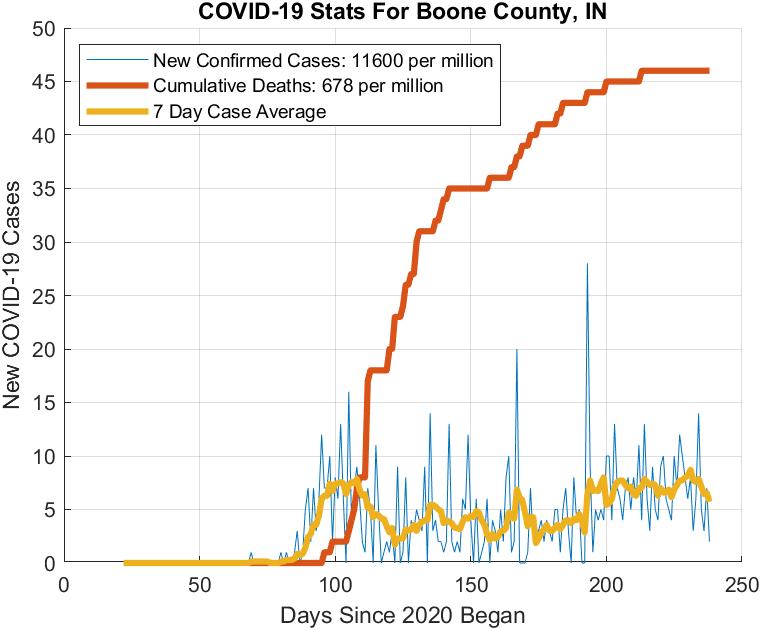 COVID-19 Stats For Boone County, IN
New Confirmed Cases: 11600 per million
Cumulative Deaths: 678 per million
7 Day Case Average
New COVID-19 Cases
50
45
40
35
30
25
20
15
10
5
0
0 50 100 150 200 250
Days Since 2020 Began